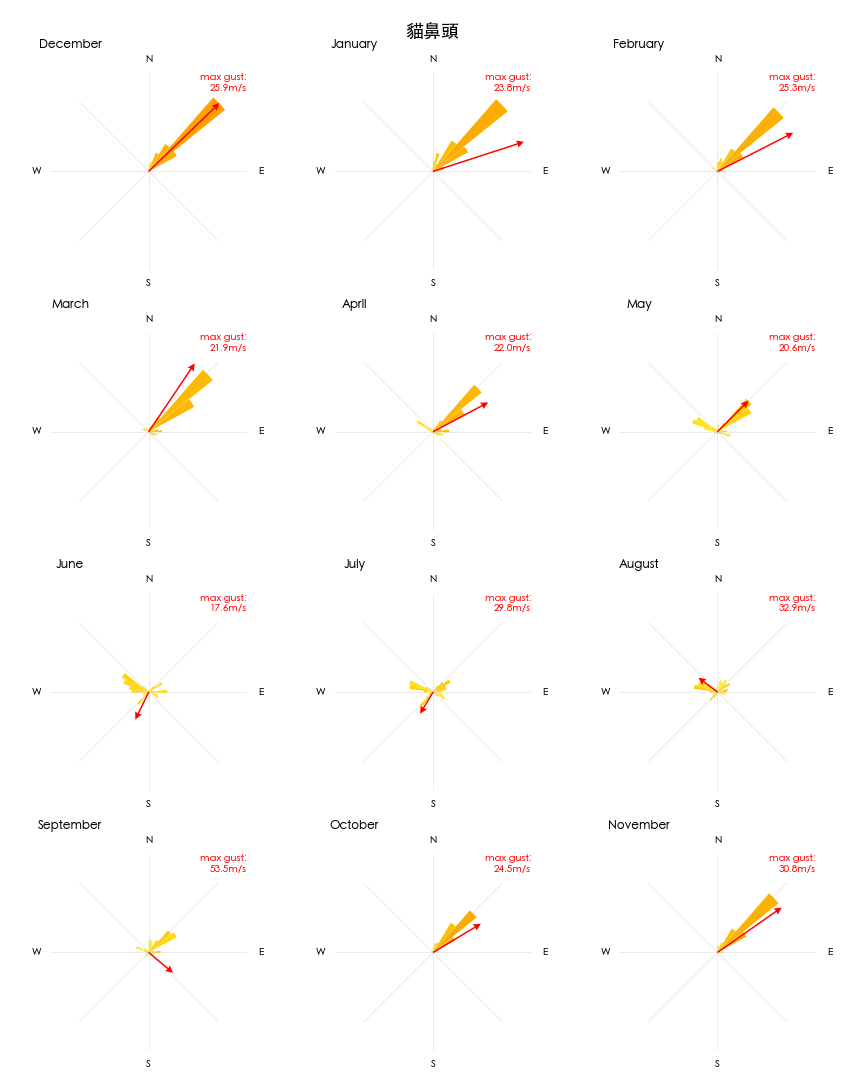 貓鼻頭
December
N
max gust:
25.9m/s
W
E
S
January
N
max gust:
23.8m/s
W
E
S
February
N
max gust:
25.3m/s
W
E
S
March
N
max gust:
21.9m/s
W
E
S
April
N
max gust:
22.0m/s
W
E
S
May
N
max gust:
20.6m/s
W
E
S
June
N
max gust:
17.6m/s
W
E
S
July
N
max gust:
29.8m/s
W
E
S
August
N
max gust:
32.9m/s
W
E
S
September
N
max gust:
53.5m/s
W
E
S
October
N
max gust:
24.5m/s
W
E
S
November
N
max gust:
30.8m/s
W
E
S